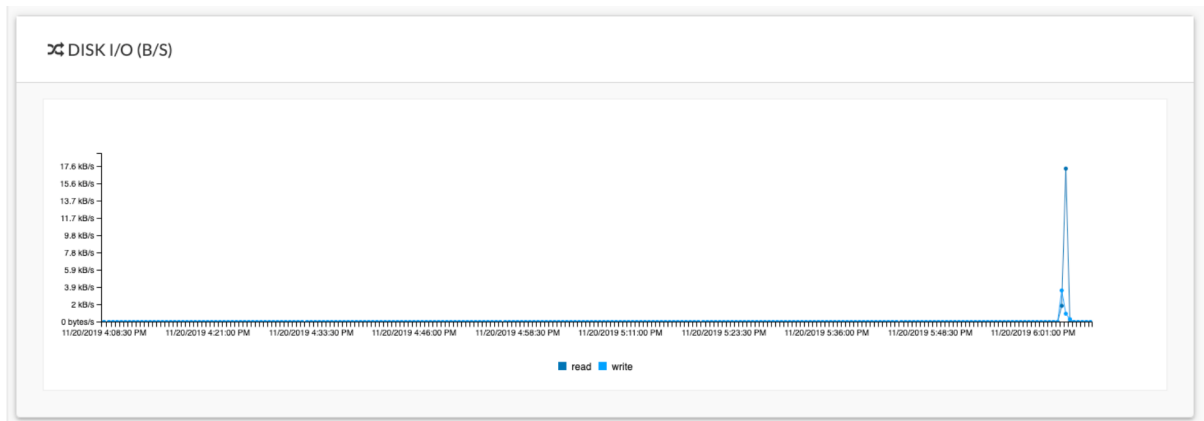 DISK I/O (B/S)
17.6 kB/s
15.6 kB/s
13.7 kB/s
11.7 kB/s
9.8 kB/s
7.8 kB/s
5.9 kB/s
3.9 kB/s
2 kB/s
0 bytes/s
11/20/2019 4:08:30 PM 11/20/2019 4:21:00 PM 11/20/2019 4:33:30 PM 11/20/2019 4:46:00 PM 11/20/2019 4:58:30 PM 11/20/2019 5:11:00 PM 11/20/2019 5:23:30 PM 11/20/2019 5:36:00 PM 11/20/2019 5:48:30 PM 11/20/2019 6:01:00 PM
read write